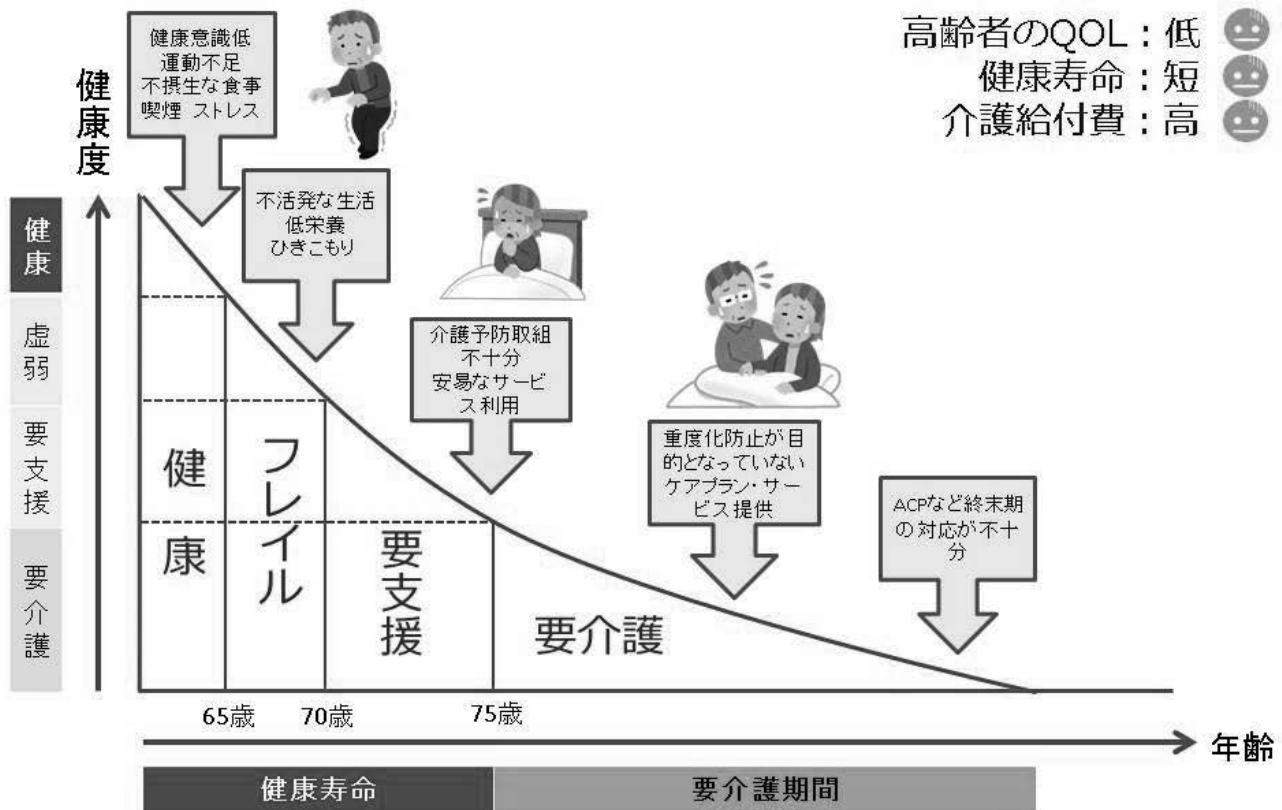 高齢者のQOL：低
健康寿命：短
介護給付費：高
健康意識低
運動不足
不摂生な食事
喫煙 ストレス
健康度
不活発な生活
低栄養
ひきこもり
介護予防取組
不十分
安易なサービ
ス利用
重度化防止が目
的となっていない
ケアプラン・サー
ビス提供
ACPなど終末期
の対応が不十
分
健康
虚弱
要支援
要介護
健康
フレイル
要支援
要介護
65歳
70歳
75歳
年齢
健康寿命
要介護期間